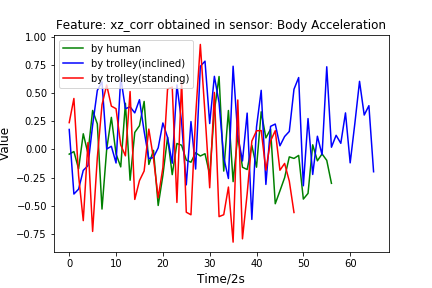 Feature: xz_corr obtained in sensor: Body Acceleration
by human
by trolley(inclined)
by trolley(standing)
1.00
0.75
0.50
0.25
0.00
−0.25
−0.50
−0.75
Value
0 10 20 30 40 50 60
Time/2s